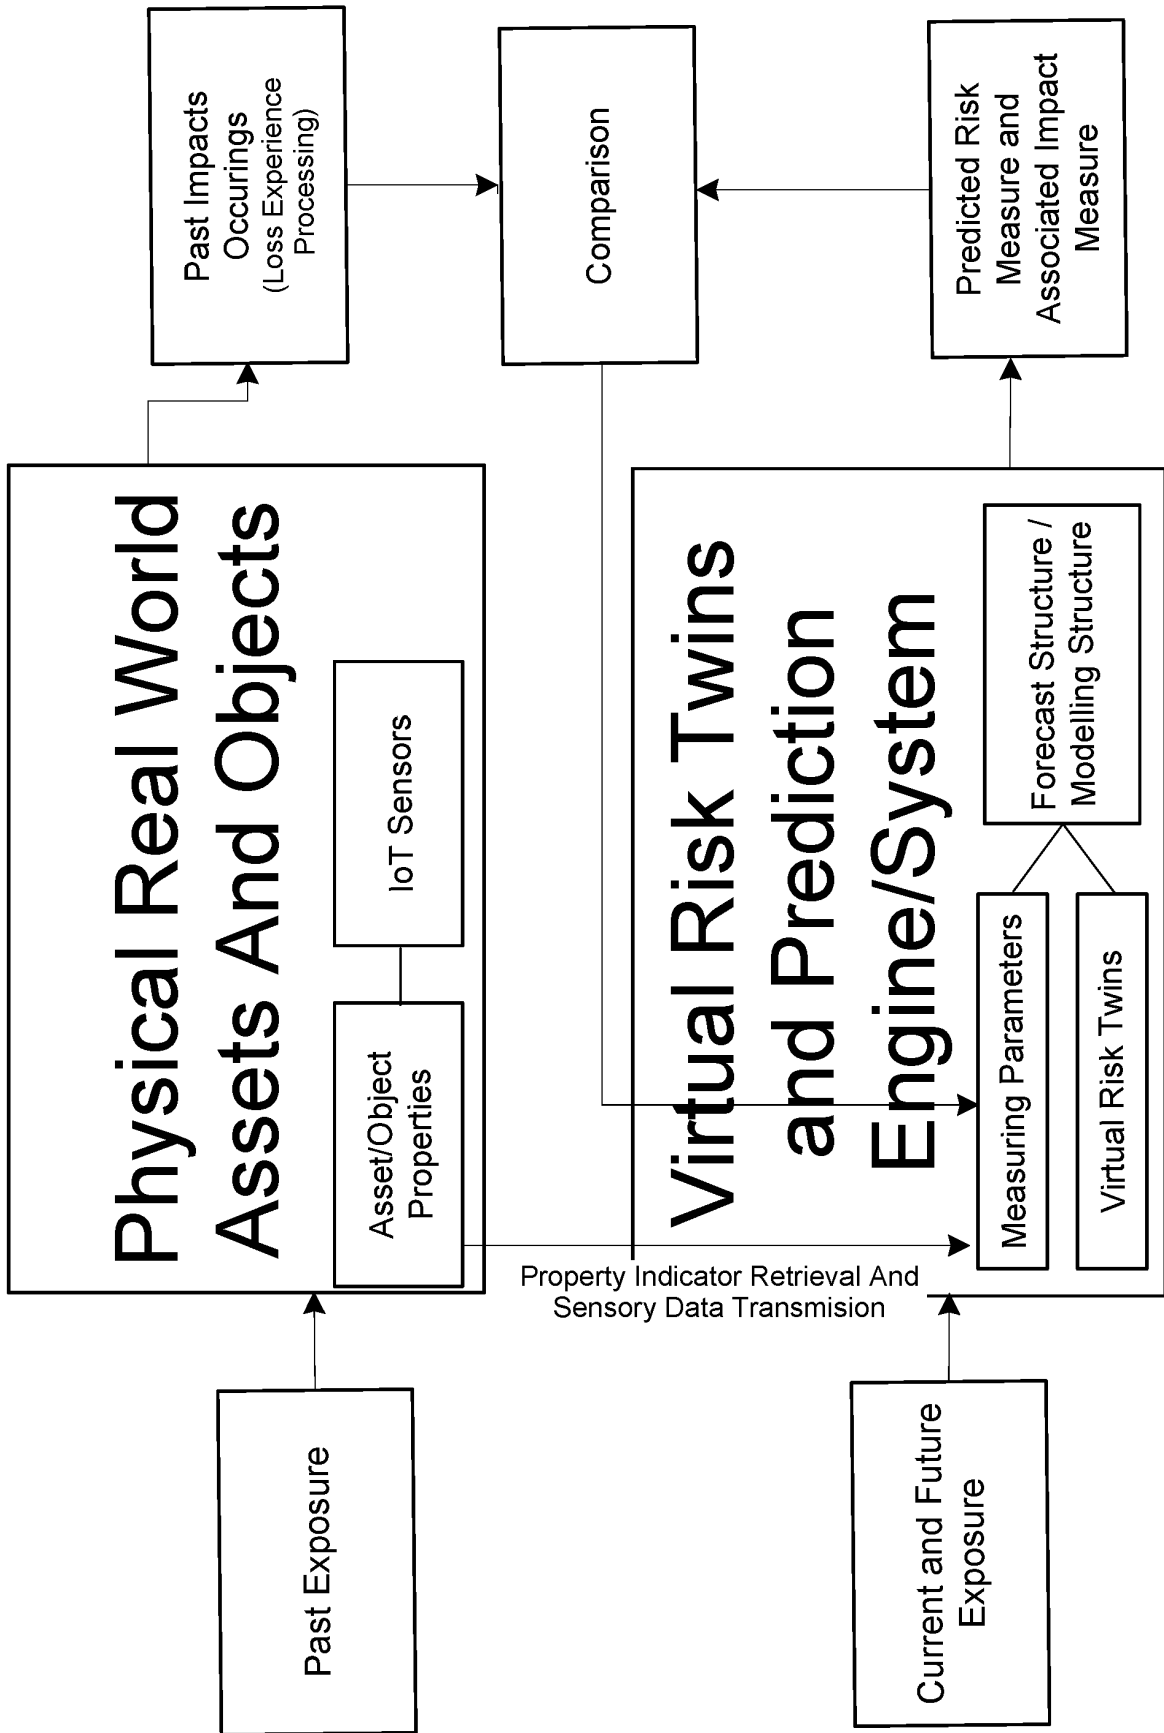 Past Exposure
Physical Real World
Assets And Objects
Asset/Object
Properties
IoT Sensors
Past Impacts
Occurings
(Loss Experience
Processing)
Comparison
Property Indicator Retrieval And
Sensory Data Transmision
Current and Future
Exposure
Virtual Risk Twins
and Prediction
Engine/System
Measuring Parameters
Virtual Risk Twins
Forecast Structure /
Modelling Structure
Predicted Risk
Measure and
Associated Impact
Measure